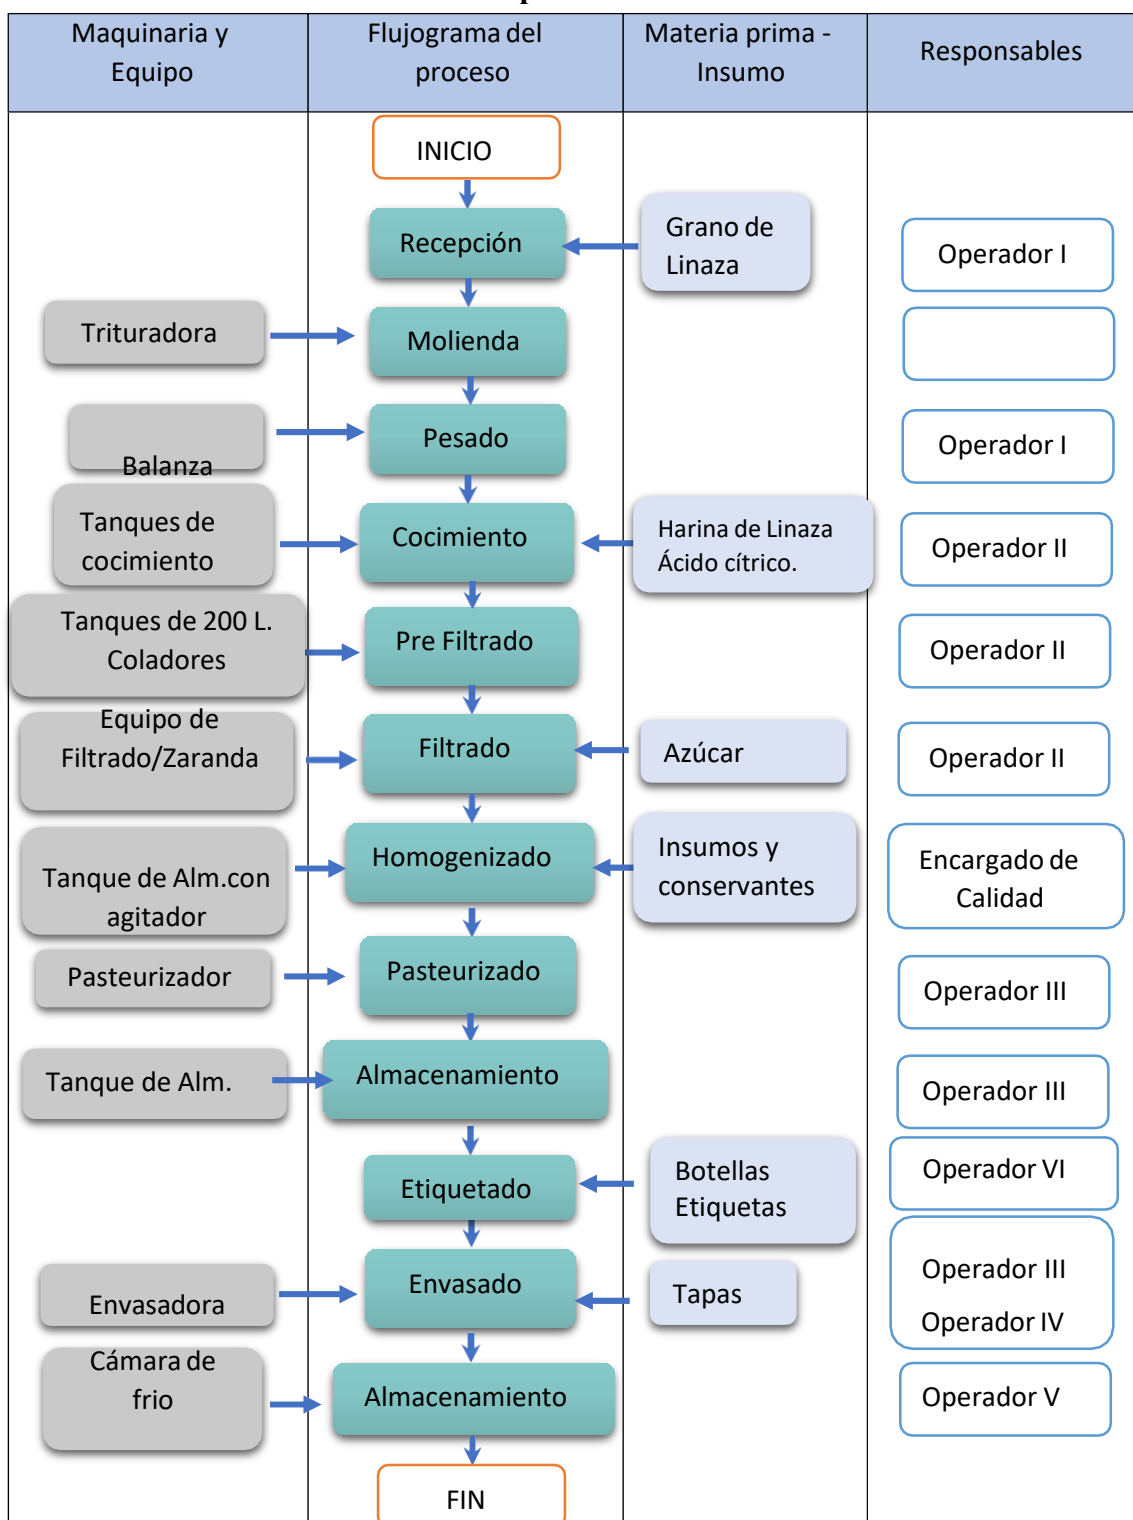 Maquinaria y
Equipo
Flujograma del
proceso
Materia prima -
Insumo
Responsables
INICIO
Recepción
Grano de
Linaza
Operador I
Trituradora
Molienda
Balanza
Pesado
Operador I
Tanques de
cocimiento
Cocimiento
Harina de Linaza
Ácido cítrico.
Operador II
Tanques de 200 L.
Coladores
Pre Filtrado
Operador II
Equipo de
Filtrado/Zaranda
Filtrado
Azúcar
Operador II
Tanque de Alm.con
agitador
Homogenizado
Insumos y
conservantes
Encargado de
Calidad
Pasteurizador
Pasteurizado
Operador III
Tanque de Alm.
Almacenamiento
Operador III
Etiquetado
Botellas
Etiquetas
Operador VI
Envasadora
Envasado
Tapas
Operador III
Operador IV
Cámara de
frio
Almacenamiento
Operador V
FIN